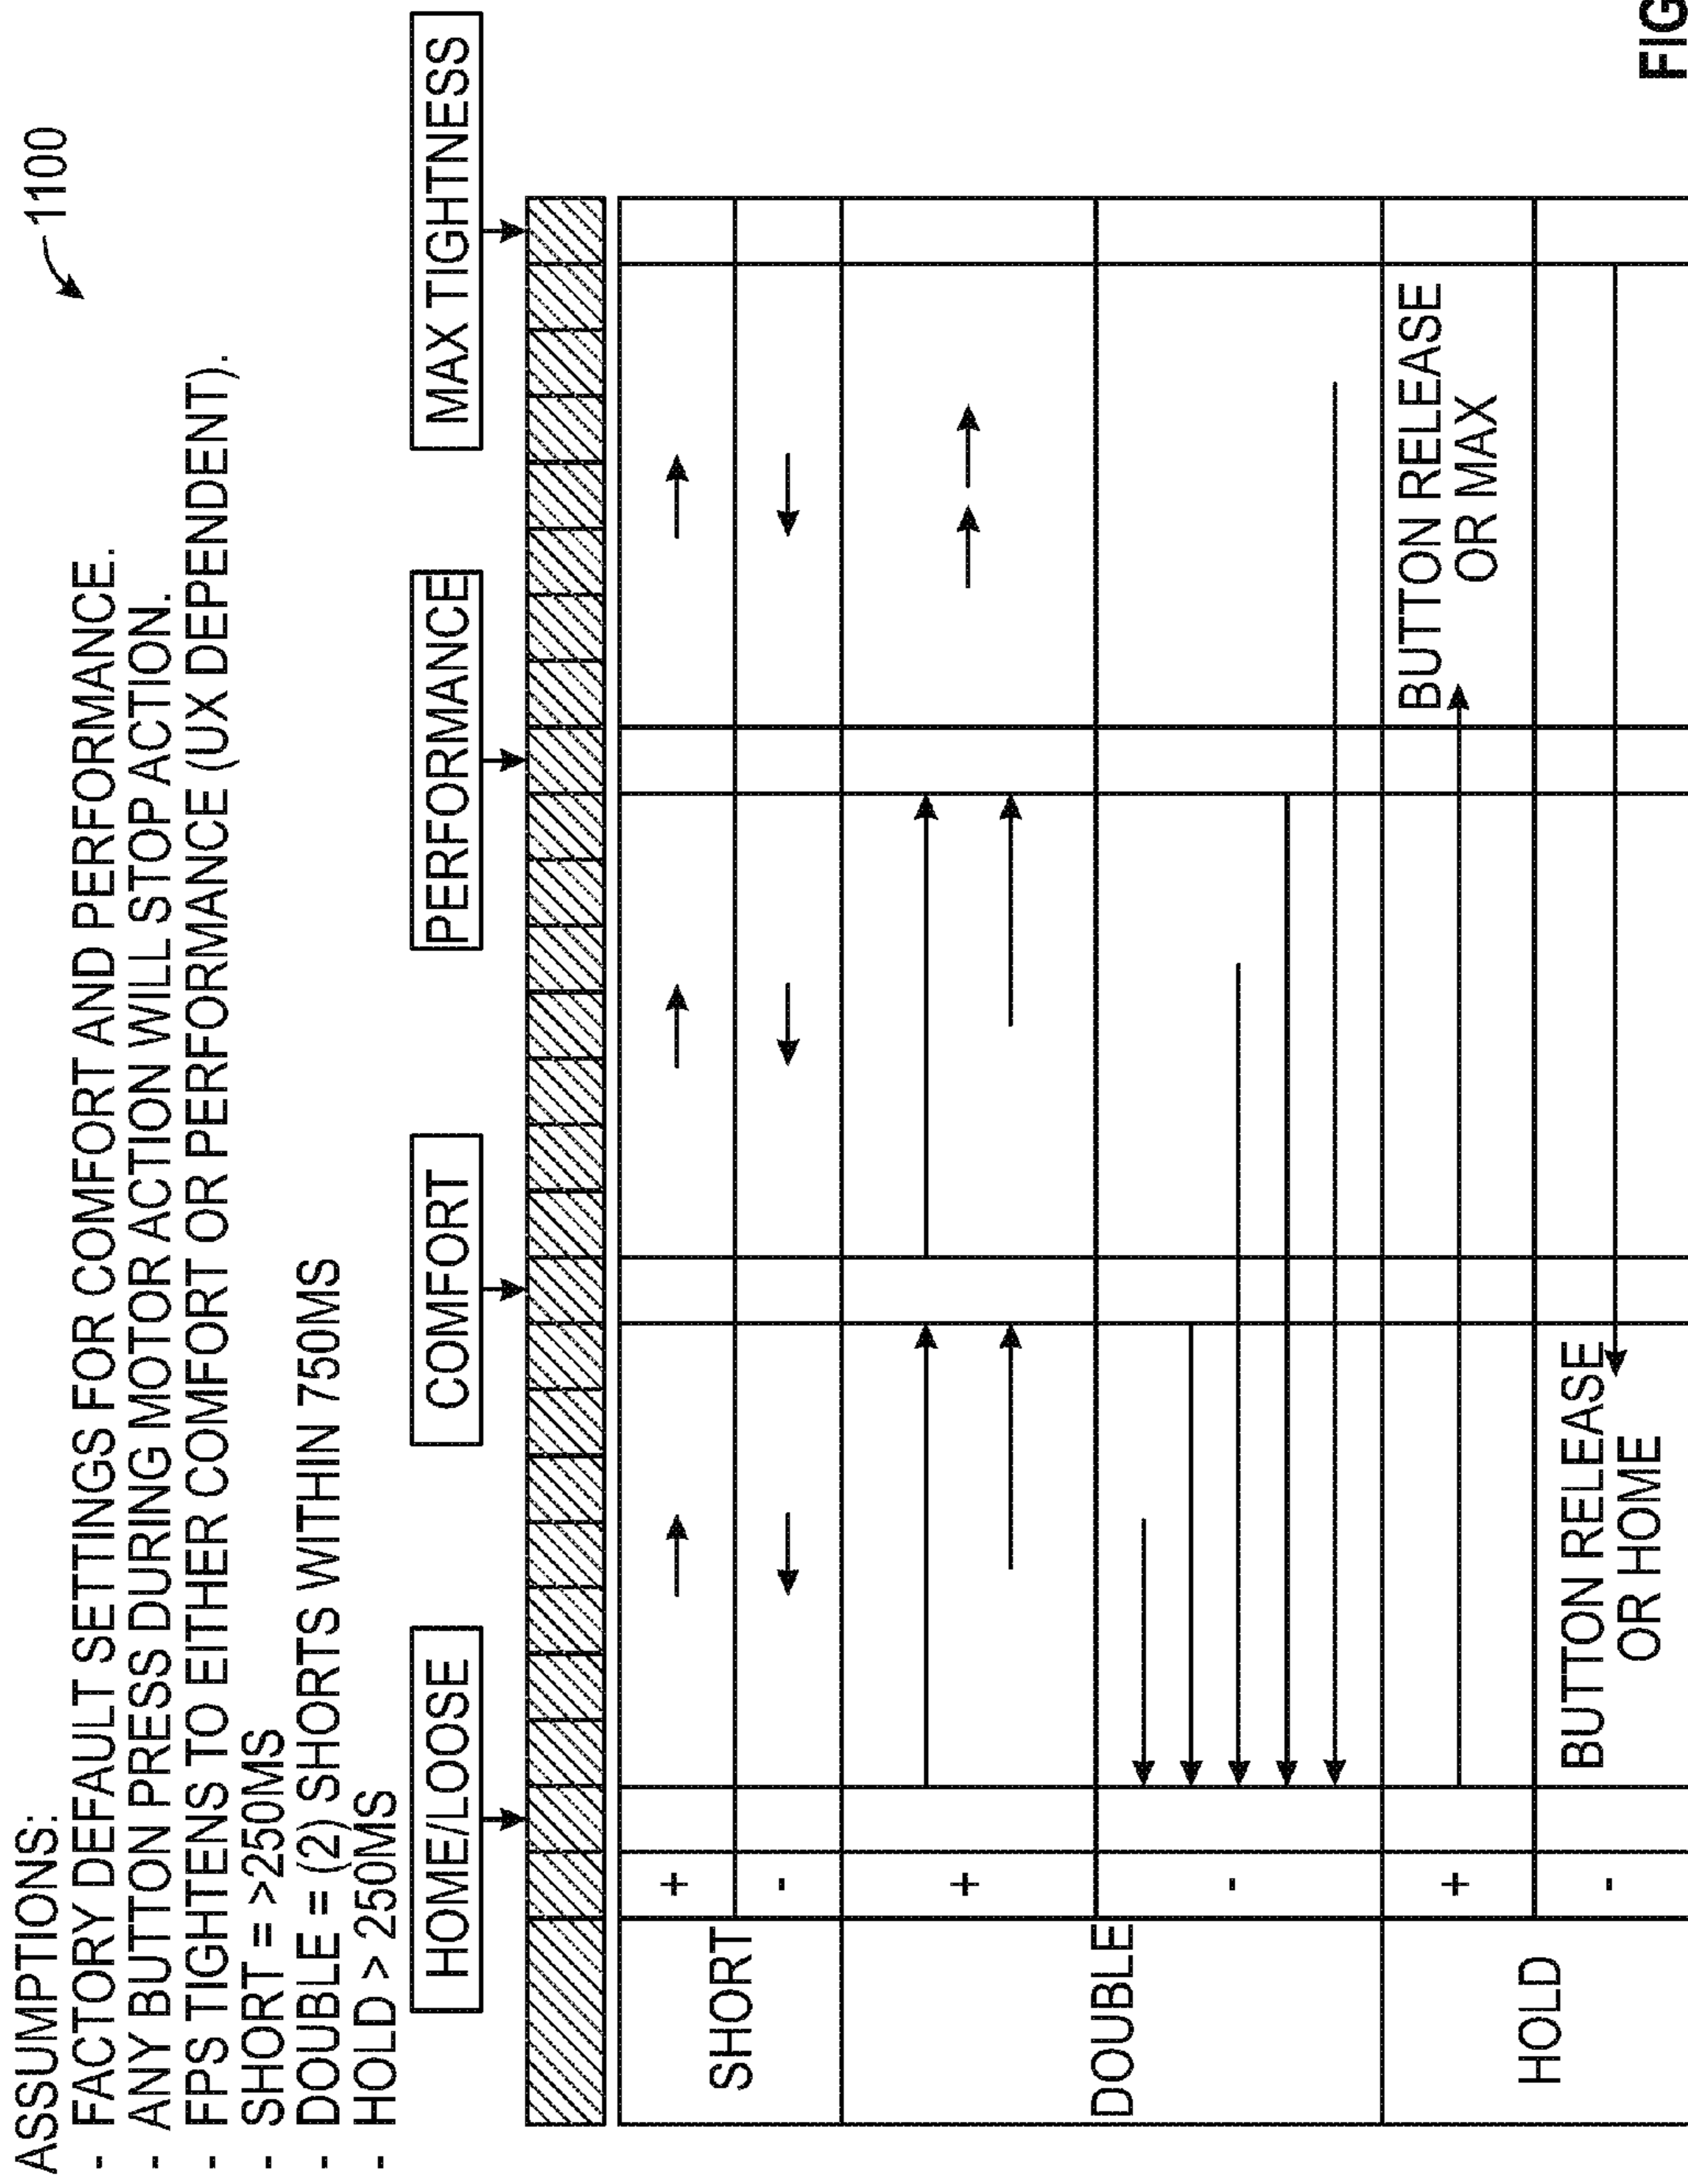 1100
ASSUMPTIONS:
- FACTORY DEFAULT SETTINGS FOR COMFORT AND PERFORMANCE.
- ANY BUTTON PRESS DURING MOTOR ACTION WILL STOP ACTION.
- FPS TIGHTENS TO EITHER COMFORT OR PERFORMANCE (UX DEPENDENT).
- SHORT = >250MS
- DOUBLE = (2) SHORTS WITHIN 750MS
- HOLD > 250MS
HOME/LOOSE COMFORT PERFORMANCE MAX TIGHTNESS
SHORT
+
-
DOUBLE
+
-
HOLD
+
BUTTON RELEASE
OR MAX
-
BUTTON RELEASE
OR HOME
FIG